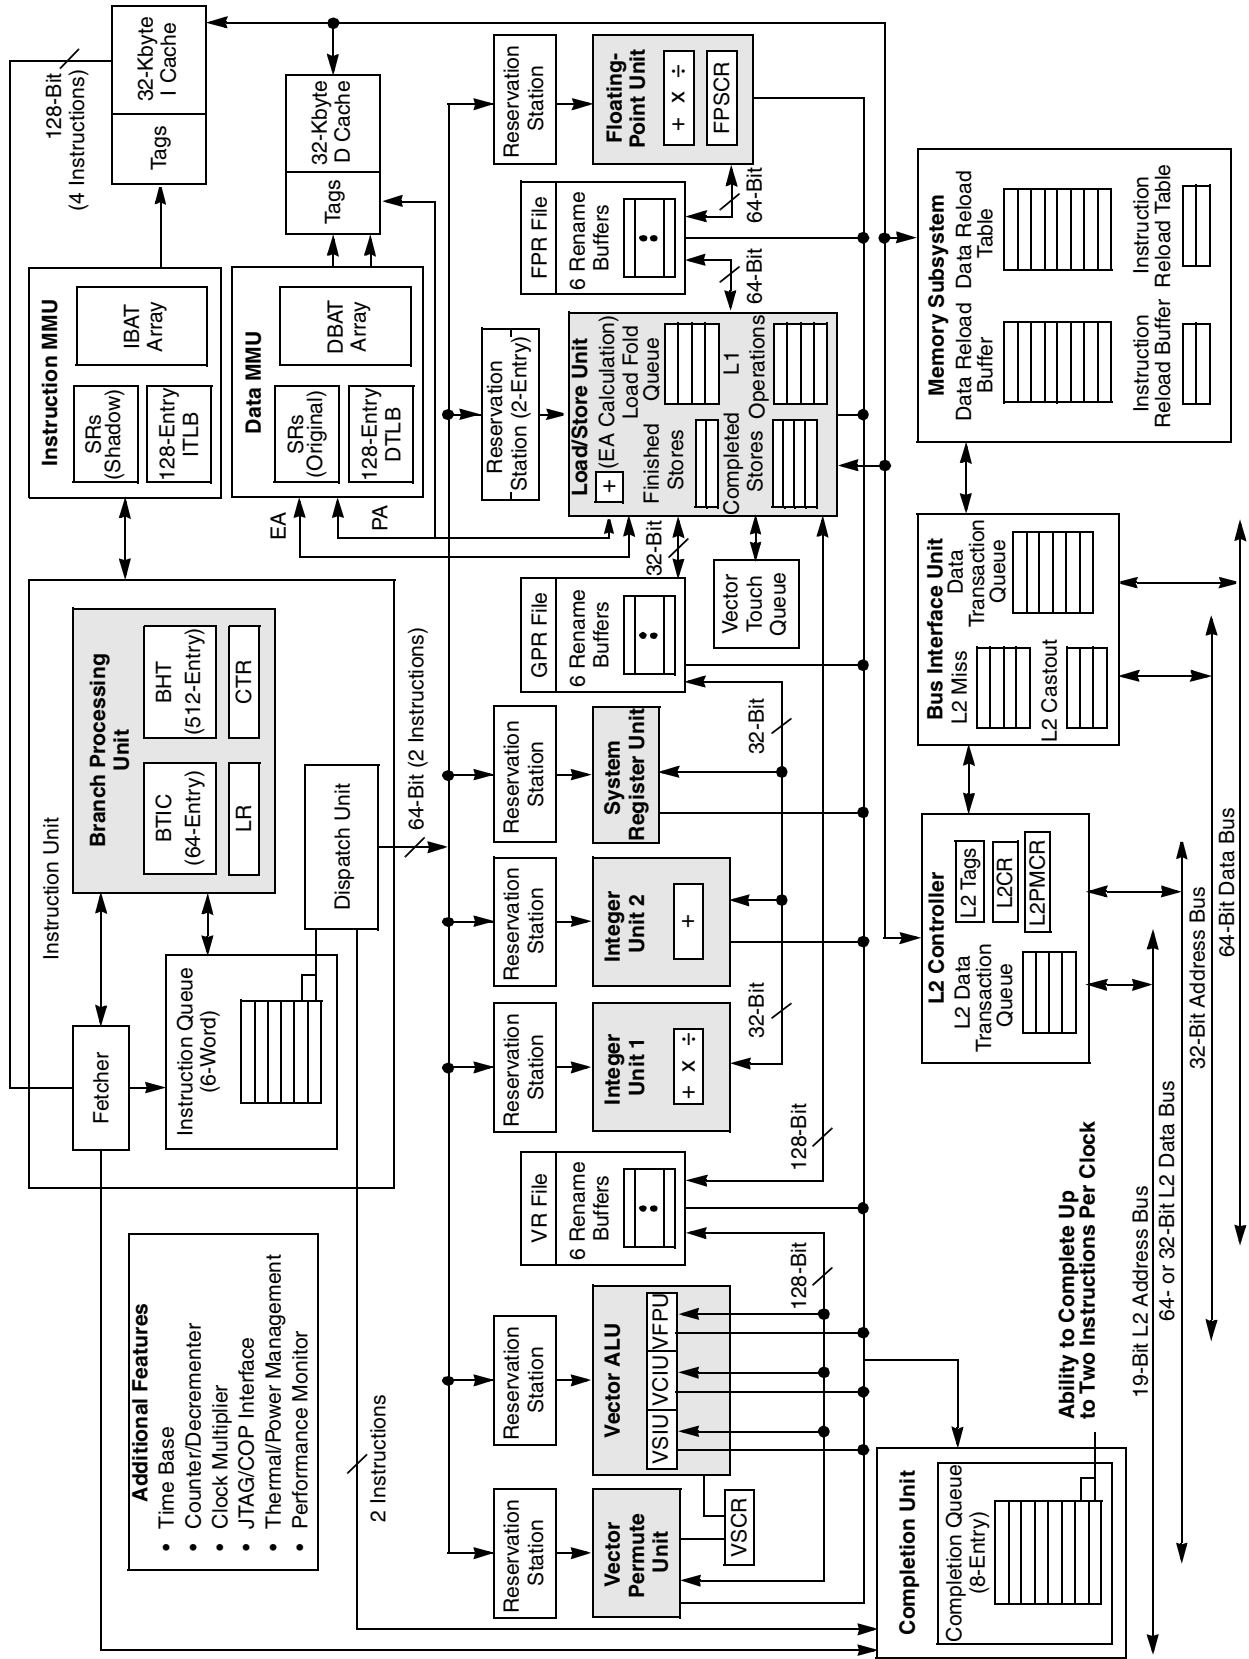 Additional Features
• Time Base
• Counter/Decrementer
• Clock Multiplier
• JTAG/COP Interface
• Thermal/Power Management
• Performance Monitor
Instruction Unit
Fetcher
Instruction Queue
(6-Word)
Branch Processing
Unit
BTIC
(64-Entry)
BHT
(512-Entry)
LR
CTR
Dispatch Unit
Instruction MMU
SRs
(Shadow)
IBAT
Array
128-Entry
ITLB
128-Bit
(4 Instructions)
Tags
32-Kbyte
I Cache
Data MMU
SRs
(Original)
DBAT
Array
128-Entry
DTLB
Tags
32-Kbyte
D Cache
EA
PA
2 Instructions
64-Bit (2 Instructions)
Reservation
Station
Reservation
Station
Reservation
Station
Reservation
Station
Reservation
Station
Reservation
Station (2-Entry)
Reservation
Station
Vector
Permute
Unit
VSCR
Vector ALU
VSIU
VCIU
VFPU
VR File
6 Rename
Buffers
128-Bit
128-Bit
Integer
Unit 1
+ x ÷
Integer
Unit 2
+
32-Bit
System
Register Unit
32-Bit
GPR File
6 Rename
Buffers
32-Bit
Vector
Touch
Queue
Load/Store Unit
+
(EA Calculation)
Finished
Stores
Load Fold
Queue
Completed
Stores
L1
Operations
FPR File
6 Rename
Buffers
64-Bit
64-Bit
Floating-
Point Unit
+ x ÷
FPSCR
Completion Unit
Completion Queue
(8-Entry)
Ability to Complete Up
to Two Instructions Per Clock
L2 Controller
L2 Data
Transaction
Queue
L2 Tags
L2CR
L2PMCR
Bus Interface Unit
L2 Miss
Data
Transaction
Queue
L2 Castout
Memory Subsystem
Data Reload
Buffer
Data Reload
Table
Instruction
Reload Buffer
Instruction
Reload Table
19-Bit L2 Address Bus
64- or 32-Bit L2 Data Bus
32-Bit Address Bus
64-Bit Data Bus